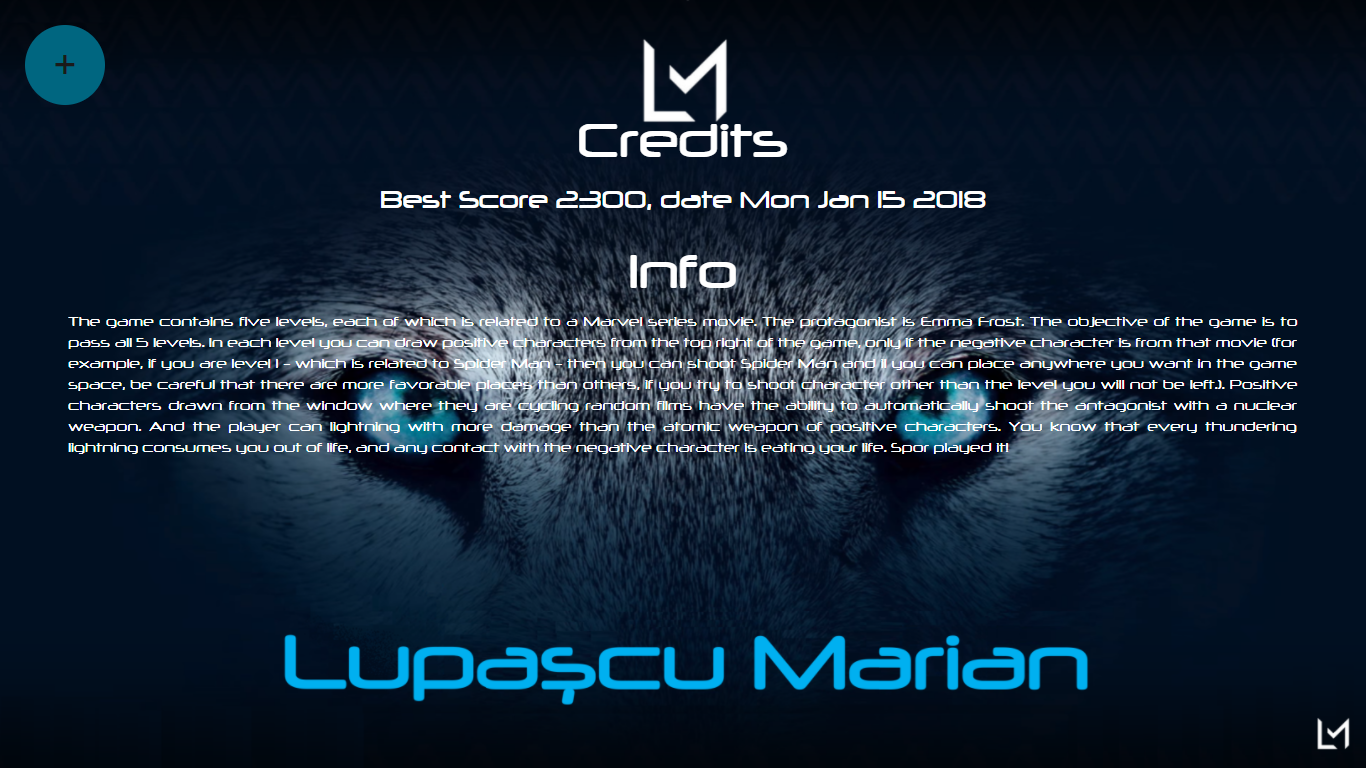 +
LM
Credits
Best Score 2300, date Mon Jan 15 2018
Info
The game contains five levels, each of which is related to a Marvel series movie. The protagonist is Emma Frost. The objective of the game is to
pass all 5 levels. In each level you can draw positive characters from the top right of the game, only if the negative character is from that movie (for
example, if you are level 1 - which is related to Spider Man - then you can shoot Spider Man and il you can place anywhere you want in the game
space, be careful that there are more favorable places than others, if you try to shoot character other than the level you will not be left.). Positive
characters drawn from the window where they are cycling random films have the ability to automatically shoot the antagonist with a nuclear
weapon. And the player can lightning with more damage than the atomic weapon of positive characters. You know that every thundering
lightning consumes you out of life, and any contact with the negative character is eating your life. Spor played it!
Lupaşcu Marian
LM